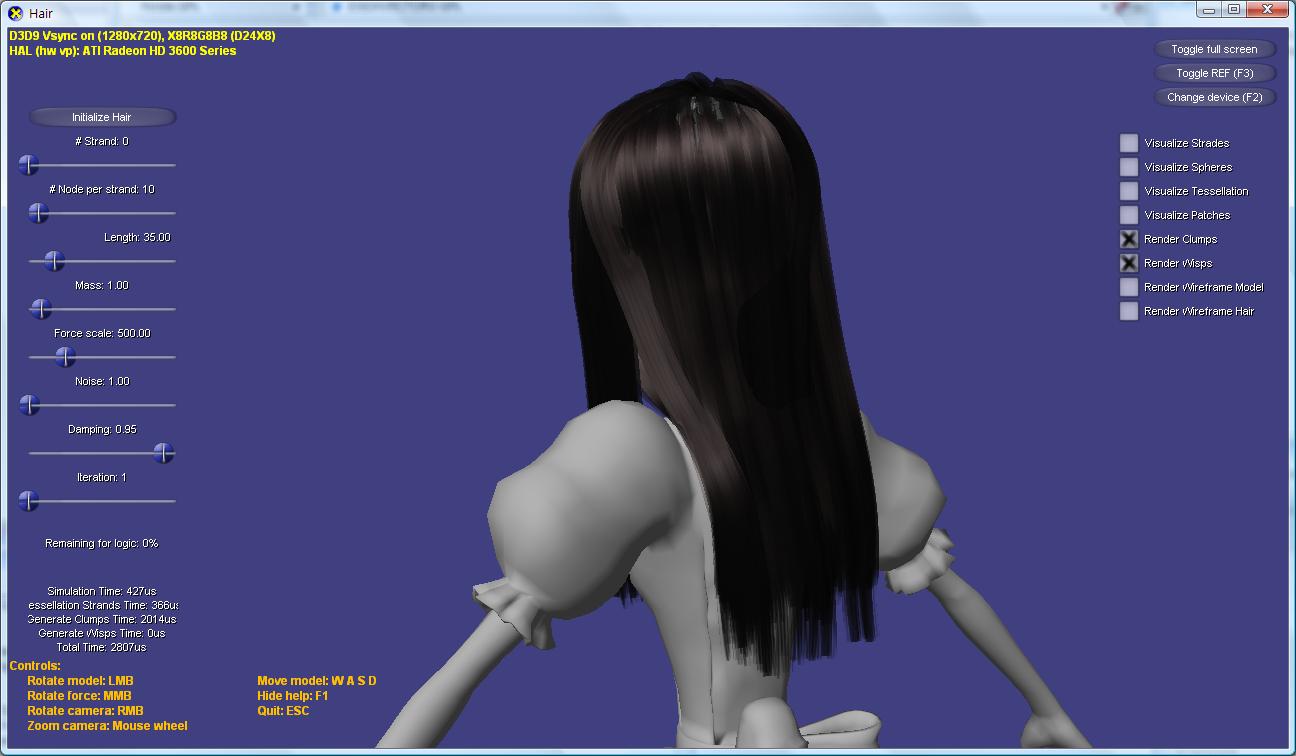 Hair
D3D9 Vsync on (1280x720), X8R8G8B8 (D24X8)
HAL (hw vp): ATI Radeon HD 3600 Series
Toggle full screen
Toggle REF (F3)
Change device (F2)
Initialize Hair
# Strand: 0
# Node per strand: 10
Length: 35.00
Mass: 1.00
Force scale: 500.00
Noise: 1.00
Damping: 0.95
Iteration: 1
Remaining for logic: 0%
Visualize Strades
Visualize Spheres
Visualize Tessellation
Visualize Patches
Render Clumps
Render Wisps
Render Wireframe Model
Render Wireframe Hair
Simulation Time: 427us
essellation Strands Time: 366us
Generate Clumps Time: 2014us
Generate Wisps Time: 0us
Total Time: 2807us
Controls:
Rotate model: LMB
Rotate force: MMB
Rotate camera: RMB
Zoom camera: Mouse wheel
Move model: W A S D
Hide help: F1
Quit: ESC